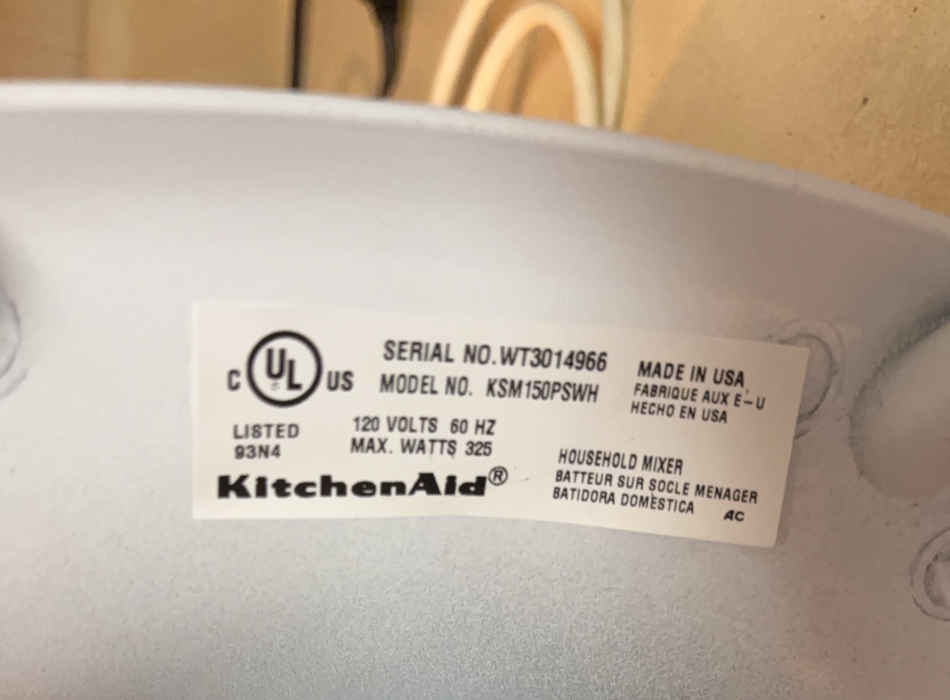 C UL ® US
LISTED
93N4
SERIAL NO. WT3014966
MODEL NO. KSM150PSWH
120 VOLTS 60 HZ
MAX. WATTS 325
KitchenAid®
MADE IN USA
FABRIQUE AUX E-U
HECHO EN USA
HOUSEHOLD MIXER
BATTEUR SUR SOCLE MENAGER
BATIDORA DOMESTICA
AC